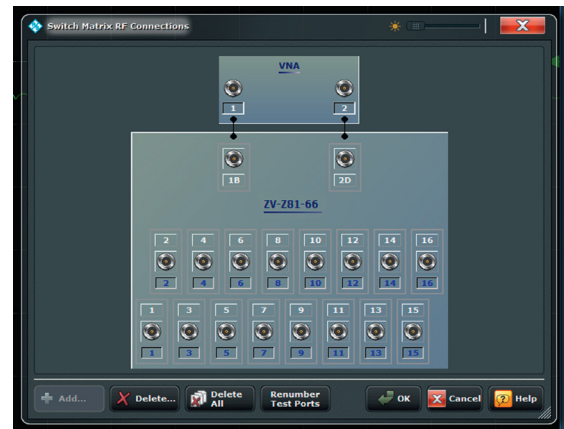 Switch Matrix RF Connections
X
VNA
1 2
1B 2D
ZV-Z81-66
2 4 6 8 10 12 14 16
2 4 6 8 10 12 14 16
1 3 5 7 9 11 13 15
1 3 5 7 9 11 13 15
Add... Delete... Delete All Renumber Test Ports OK Cancel Help